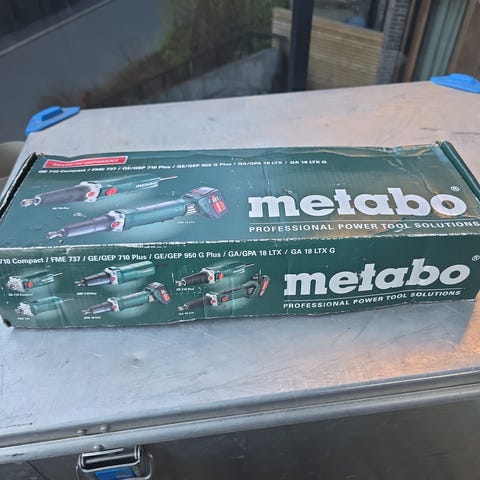 MADE IN GERMANY
GE 710 Compact / FME 737 / GE/GEP 710 Plus / GE/GEP 950 G Plus / GA/GPA 18 LTX / GA 18 LTX G
metabo®
PROFESSIONAL POWER TOOL SOLUTIONS
710 Compact / FME 737 / GE/GEP 710 Plus / GE/GEP 950 G Plus / GA/GPA 18 LTX / GA 18 LTX G
metabo®
PROFESSIONAL POWER TOOL SOLUTIONS